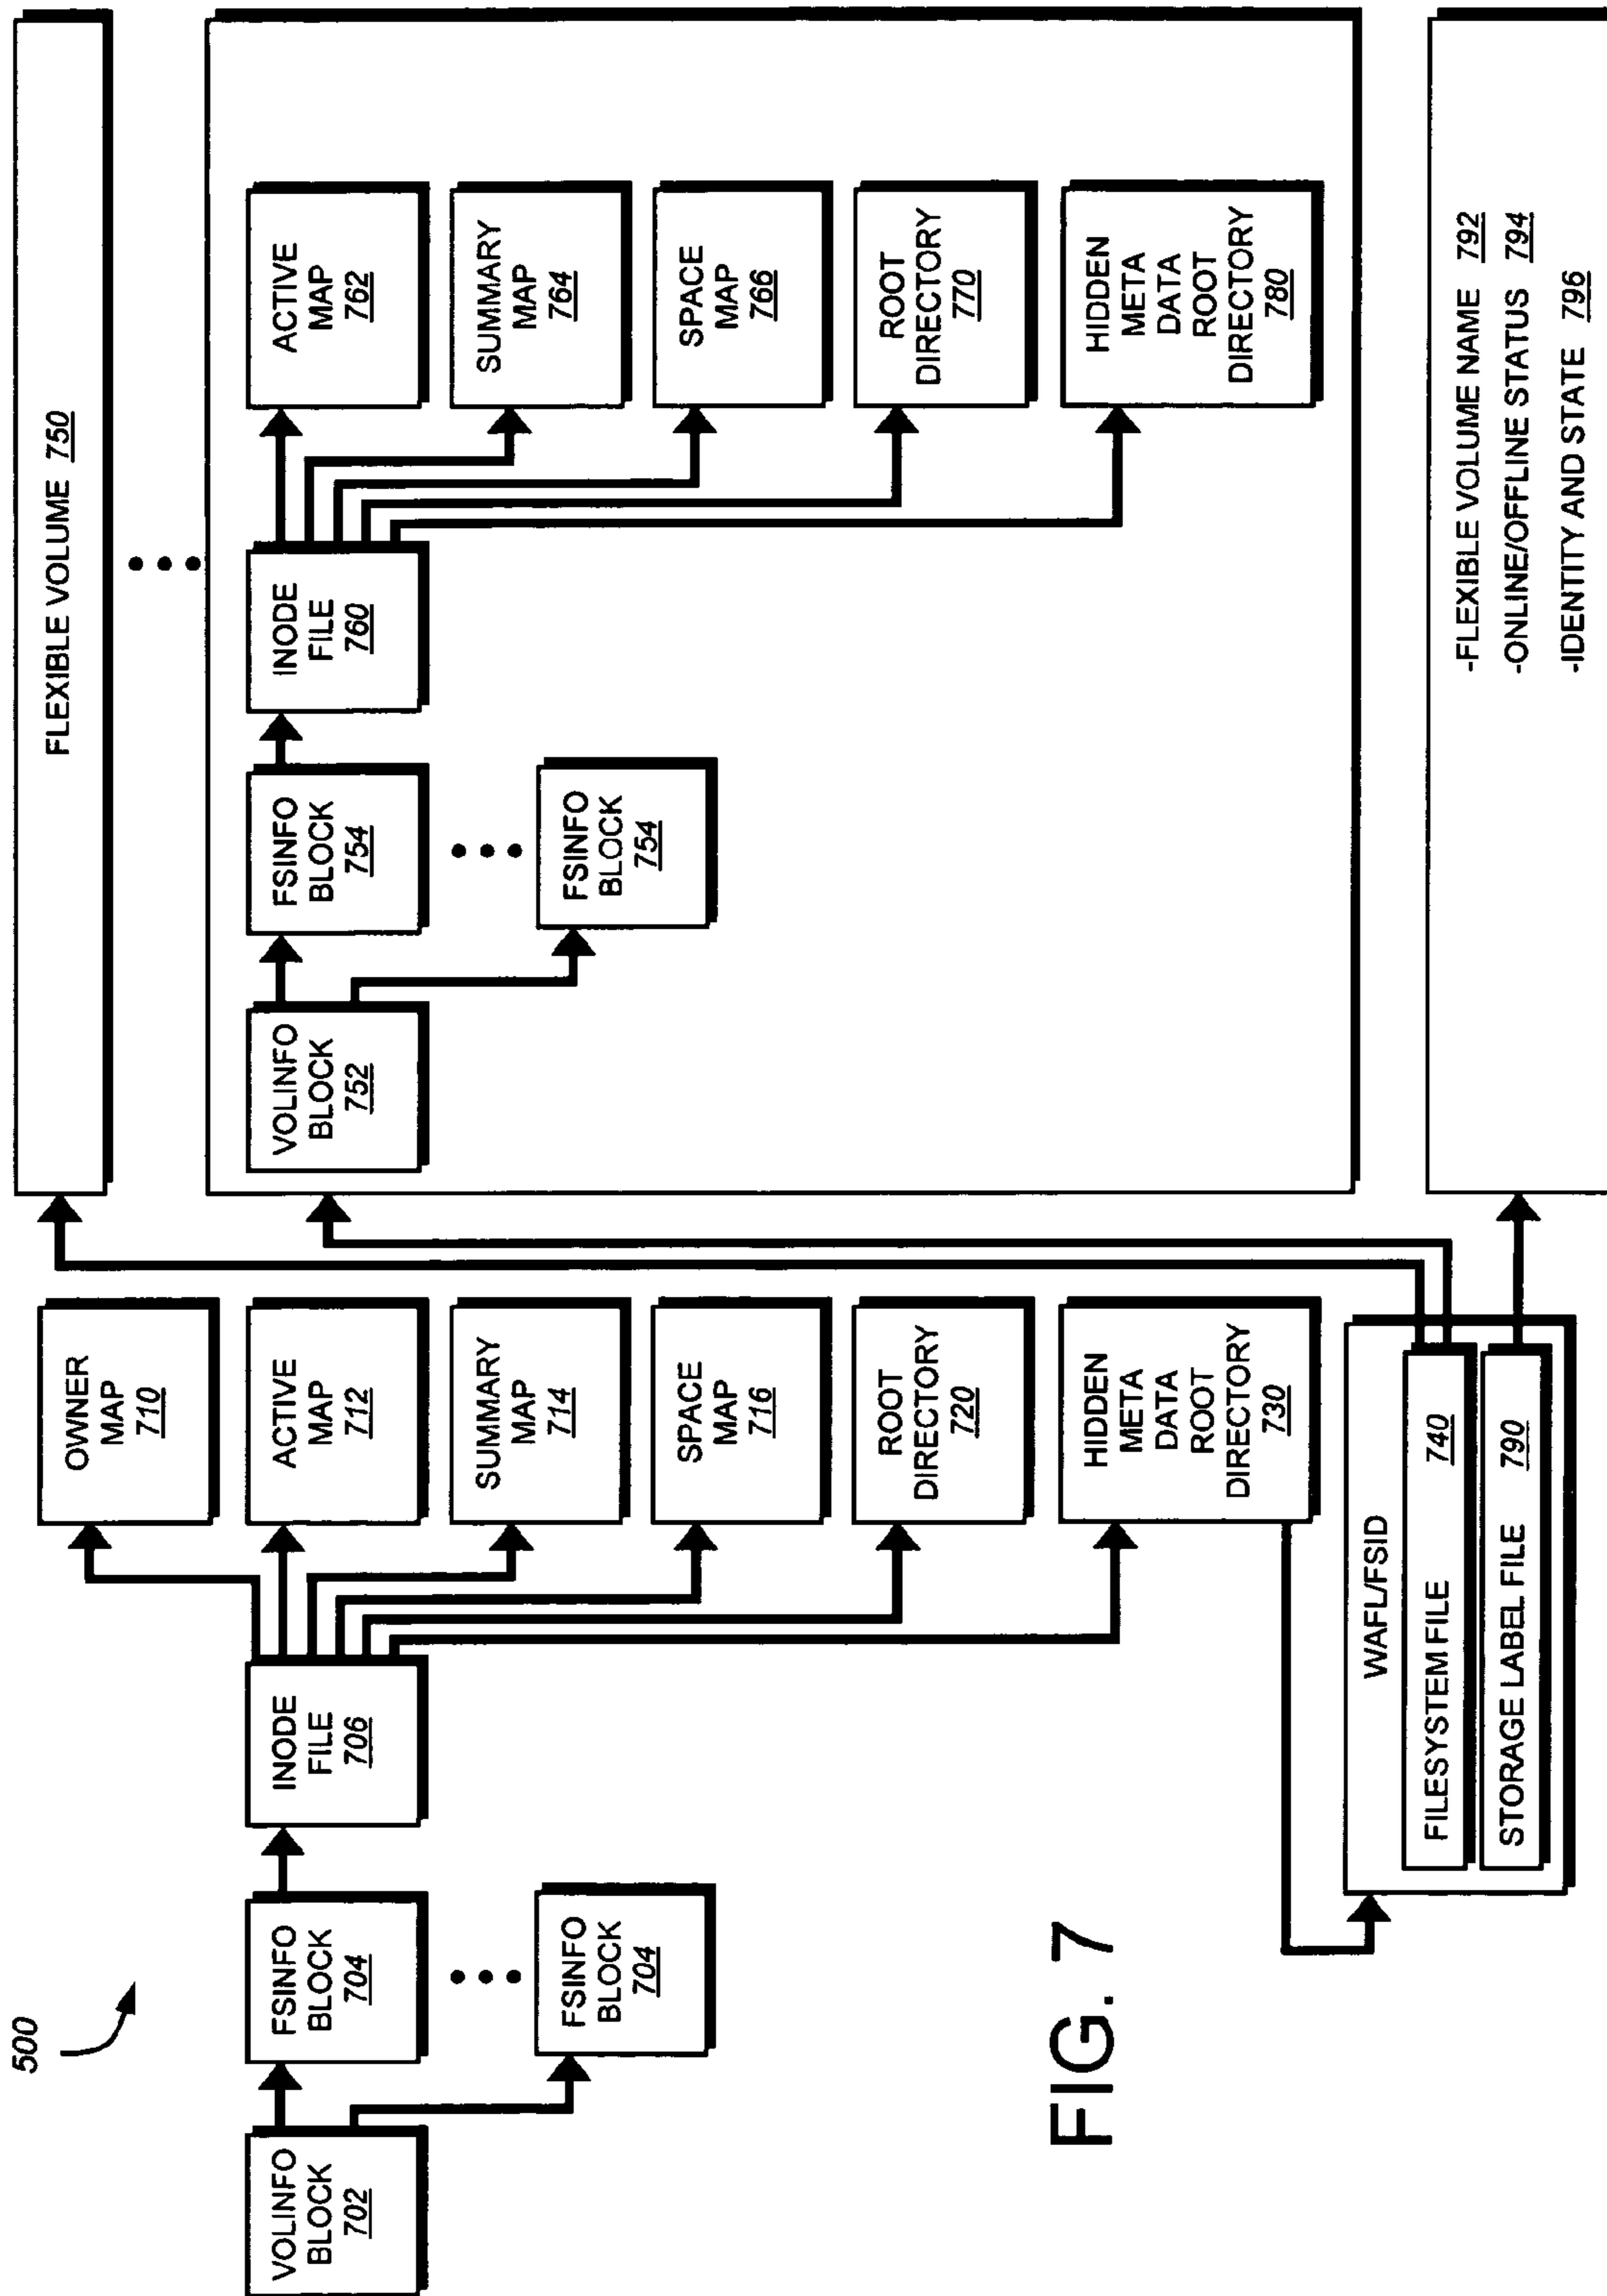 500
VOLINFO
BLOCK
702
FSINFO
BLOCK
704
FSINFO
BLOCK
704
INODE
FILE
706
OWNER
MAP
710
ACTIVE
MAP
712
SUMMARY
MAP
714
SPACE
MAP
716
ROOT
DIRECTORY
720
HIDDEN
META
DATA
ROOT
DIRECTORY
730
WAFL/FSID
FILESYSTEM FILE 740
STORAGE LABEL FILE 790
FLEXIBLE VOLUME 750
VOLINFO
BLOCK
752
FSINFO
BLOCK
754
FSINFO
BLOCK
754
INODE
FILE
760
ACTIVE
MAP
762
SUMMARY
MAP
764
SPACE
MAP
766
ROOT
DIRECTORY
770
HIDDEN
META
DATA
ROOT
DIRECTORY
780
-FLEXIBLE VOLUME NAME 792
-ONLINE/OFFLINE STATUS 794
-IDENTITY AND STATE 796
FIG. 7